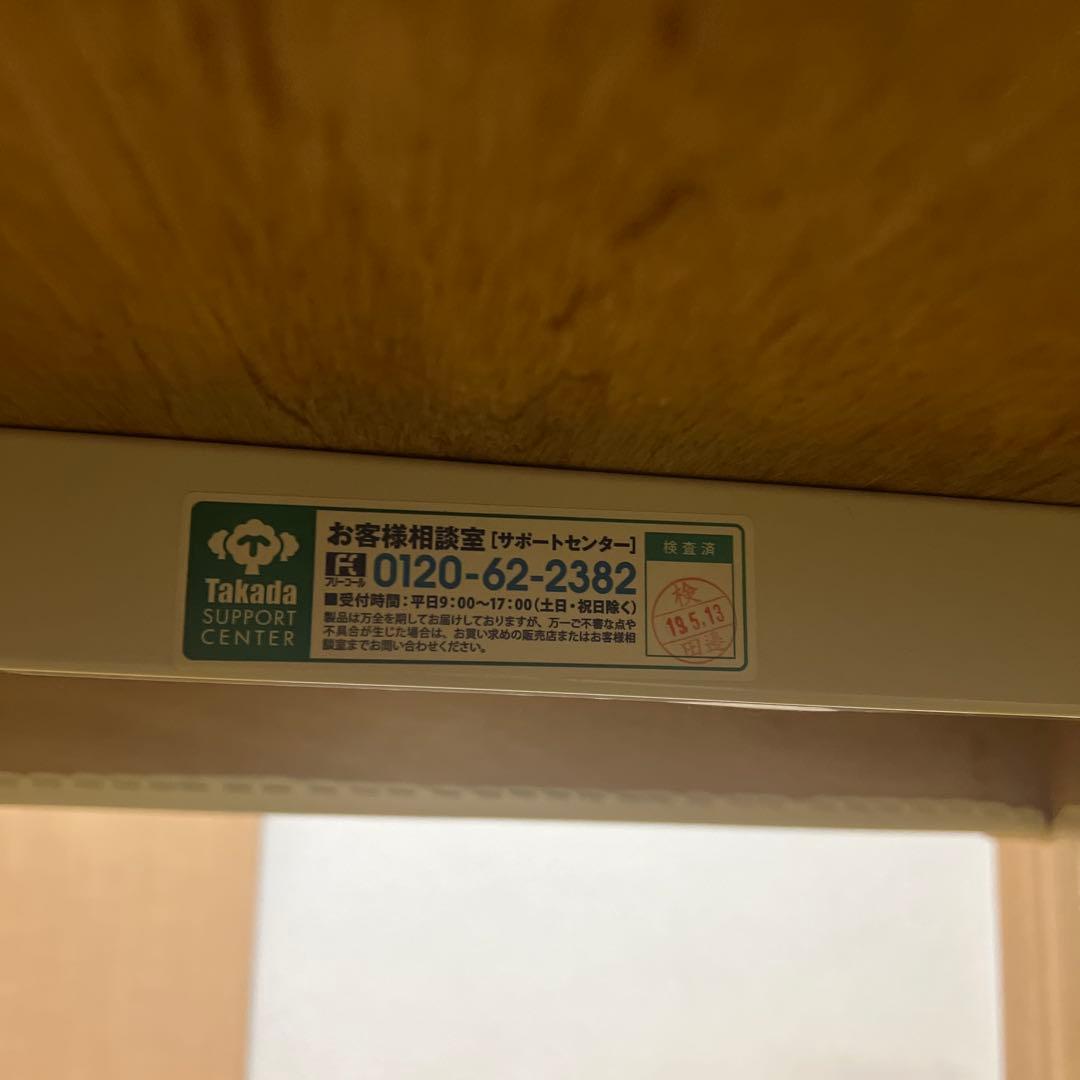 Takada
SUPPORT
CENTER
お客様相談室[サポートセンター]
フリーコール 0120-62-2382
■受付時間:平日9:00〜17:00(土日・祝日除く)
製品は万全を期してお届けしておりますが、万一ご不審な点や
不具合が生じた場合は、お買い求めの販売店またはお客様相
談室までお問い合わせください。
検査済
検
19.5.13
田邊